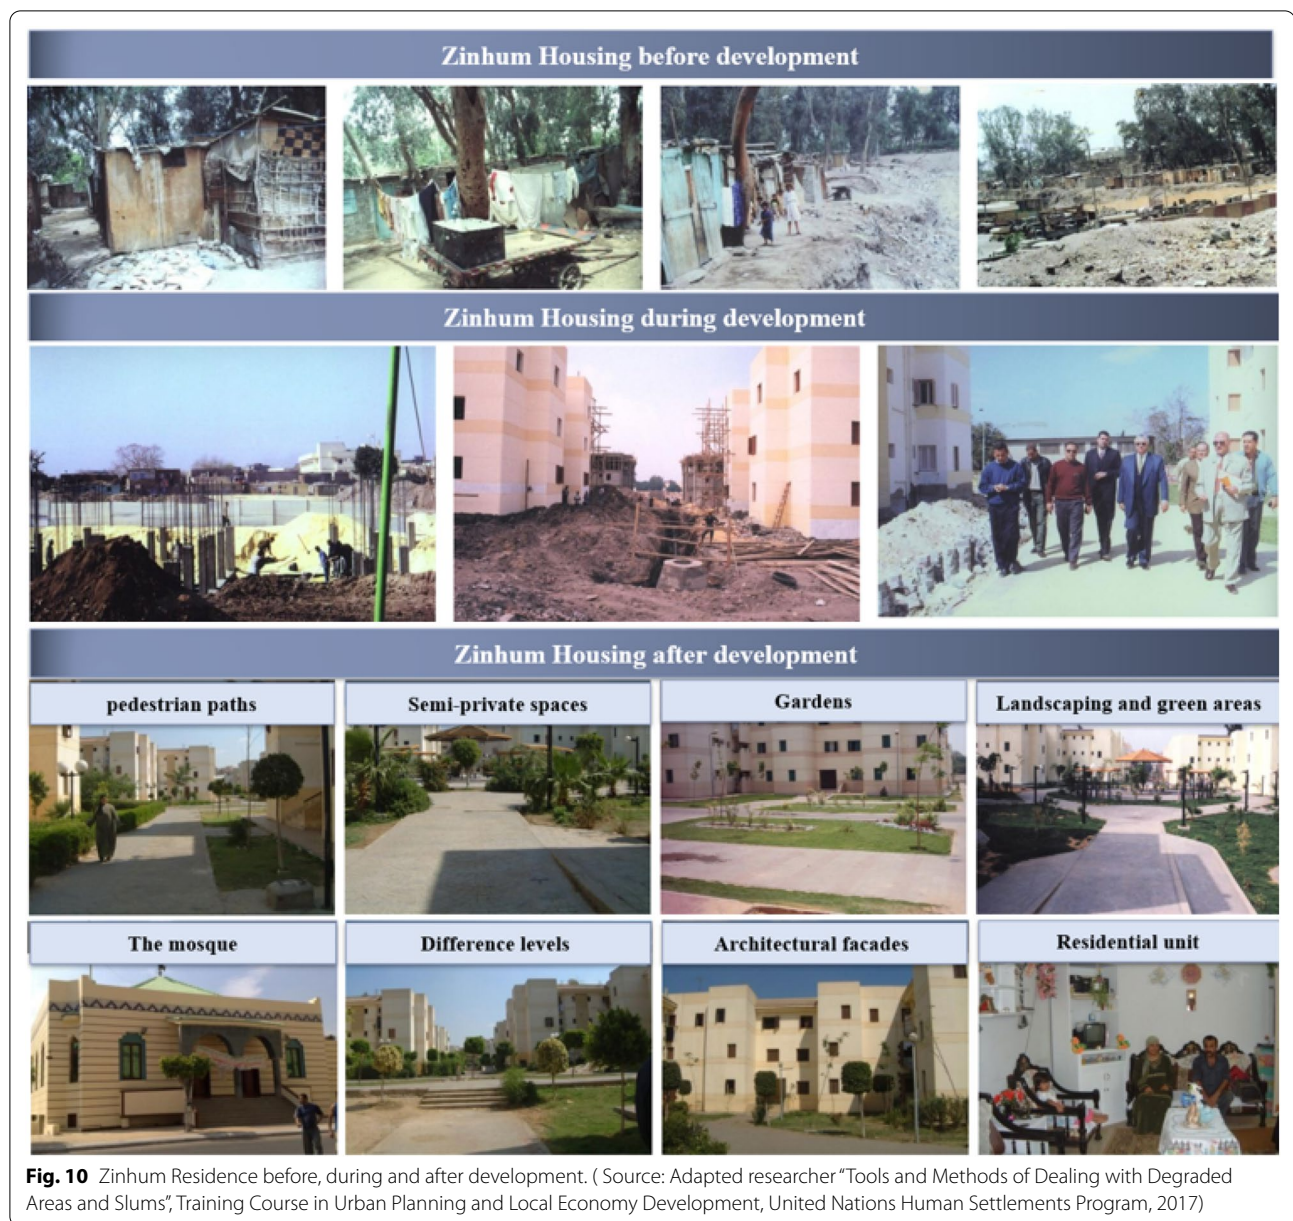 Zinhum Housing before development
Zinhum Housing during development
Zinhum Housing after development
pedestrian paths
Semi-private spaces
Gardens
Landscaping and green areas
The mosque
Difference levels
Architectural facades
Residential unit
Fig. 10 Zinhum Residence before, during and after development. ( Source: Adapted researcher “Tools and Methods of Dealing with Degraded
Areas and Slums”, Training Course in Urban Planning and Local Economy Development, United Nations Human Settlements Program, 2017)